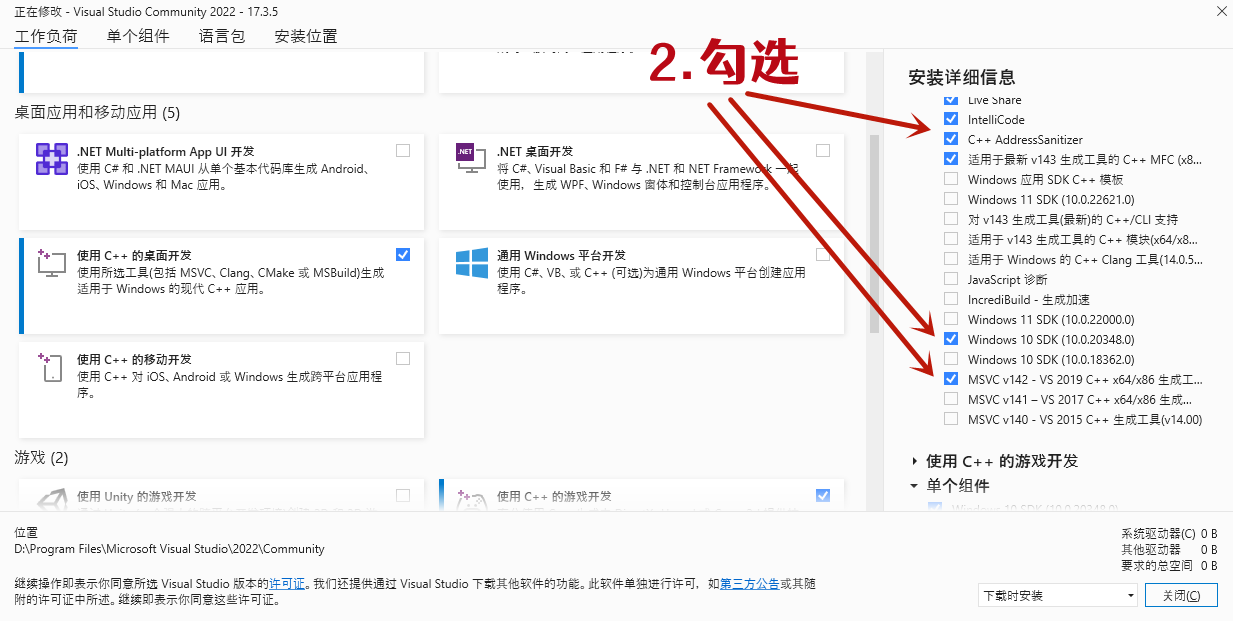 正在修改 - Visual Studio Community 2022 - 17.3.5
工作负荷 单个组件 语言包 安装位置
2.勾选
桌面应用和移动应用 (5)
.NET Multi-platform App UI 开发
使用 C# 和 .NET MAUI 从单个基本代码库生成 Android、
iOS、Windows 和 Mac 应用。
.NET
.NET 桌面开发
将 C#、Visual Basic 和 F# 与 .NET 和 .NET Framework 一起
使用，生成 WPF、Windows 窗体和控制台应用程序。
使用 C++ 的桌面开发
使用所选工具(包括 MSVC、Clang、CMake 或 MSBuild)生成
适用于 Windows 的现代 C++ 应用。
通用 Windows 平台开发
使用 C#、VB、或 C++ (可选)为通用 Windows 平台创建应用
程序。
使用 C++ 的移动开发
使用 C++ 对 iOS、Android 或 Windows 生成跨平台应用程
序。
游戏 (2)
使用 Unity 的游戏开发
使用 C++ 的游戏开发
安装详细信息
Live Share
IntelliCode
C++ AddressSanitizer
适用于最新 v143 生成工具的 C++ MFC (x8...
Windows 应用 SDK C++ 模板
Windows 11 SDK (10.0.22621.0)
对 v143 生成工具(最新)的 C++/CLI 支持
适用于 v143 生成工具的 C++ 模块(x64/x8...
适用于 Windows 的 C++ Clang 工具(14.0.5...
JavaScript 诊断
IncrediBuild - 生成加速
Windows 11 SDK (10.0.22000.0)
Windows 10 SDK (10.0.20348.0)
Windows 10 SDK (10.0.18362.0)
MSVC v142 - VS 2019 C++ x64/x86 生成工...
MSVC v141 – VS 2017 C++ x64/x86 生成...
MSVC v140 - VS 2015 C++ 生成工具(v14.00)
使用 C++ 的游戏开发
单个组件
Windows 10 SDK (10.0.20348.0)
位置
D:\Program Files\Microsoft Visual Studio\2022\Community
继续操作即表示你同意所选 Visual Studio 版本的许可证。我们还提供通过 Visual Studio 下载其他软件的功能。此软件单独进行许可，如第三方公告或其随
附的许可证中所述。继续即表示你同意这些许可证。
系统驱动器(C) 0 B
其他驱动器 0 B
要求的总空间 0 B
下载时安装
关闭(C)